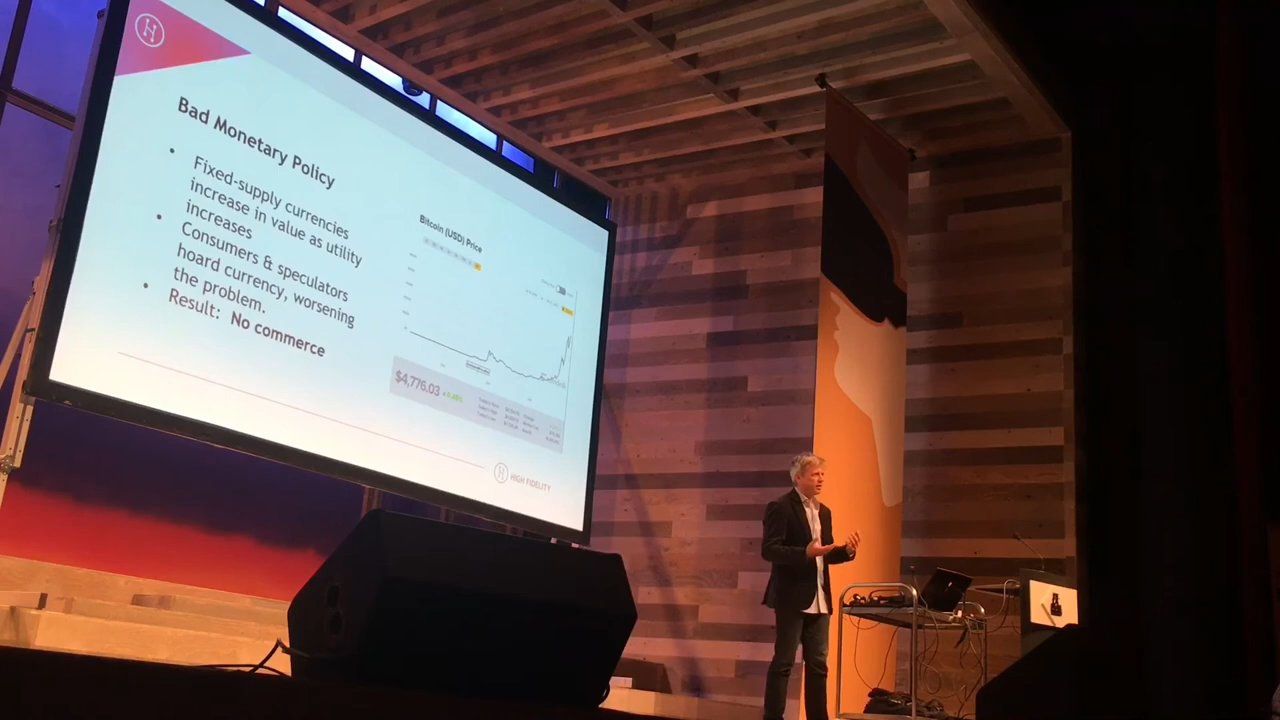 Bad Monetary Policy
• Fixed-supply currencies
increase in value as utility
increases
• Consumers & speculators
hoard currency, worsening
the problem.
• Result: No commerce
Bitcoin (USD) Price
$4,776.03
HIGH FIDELITY